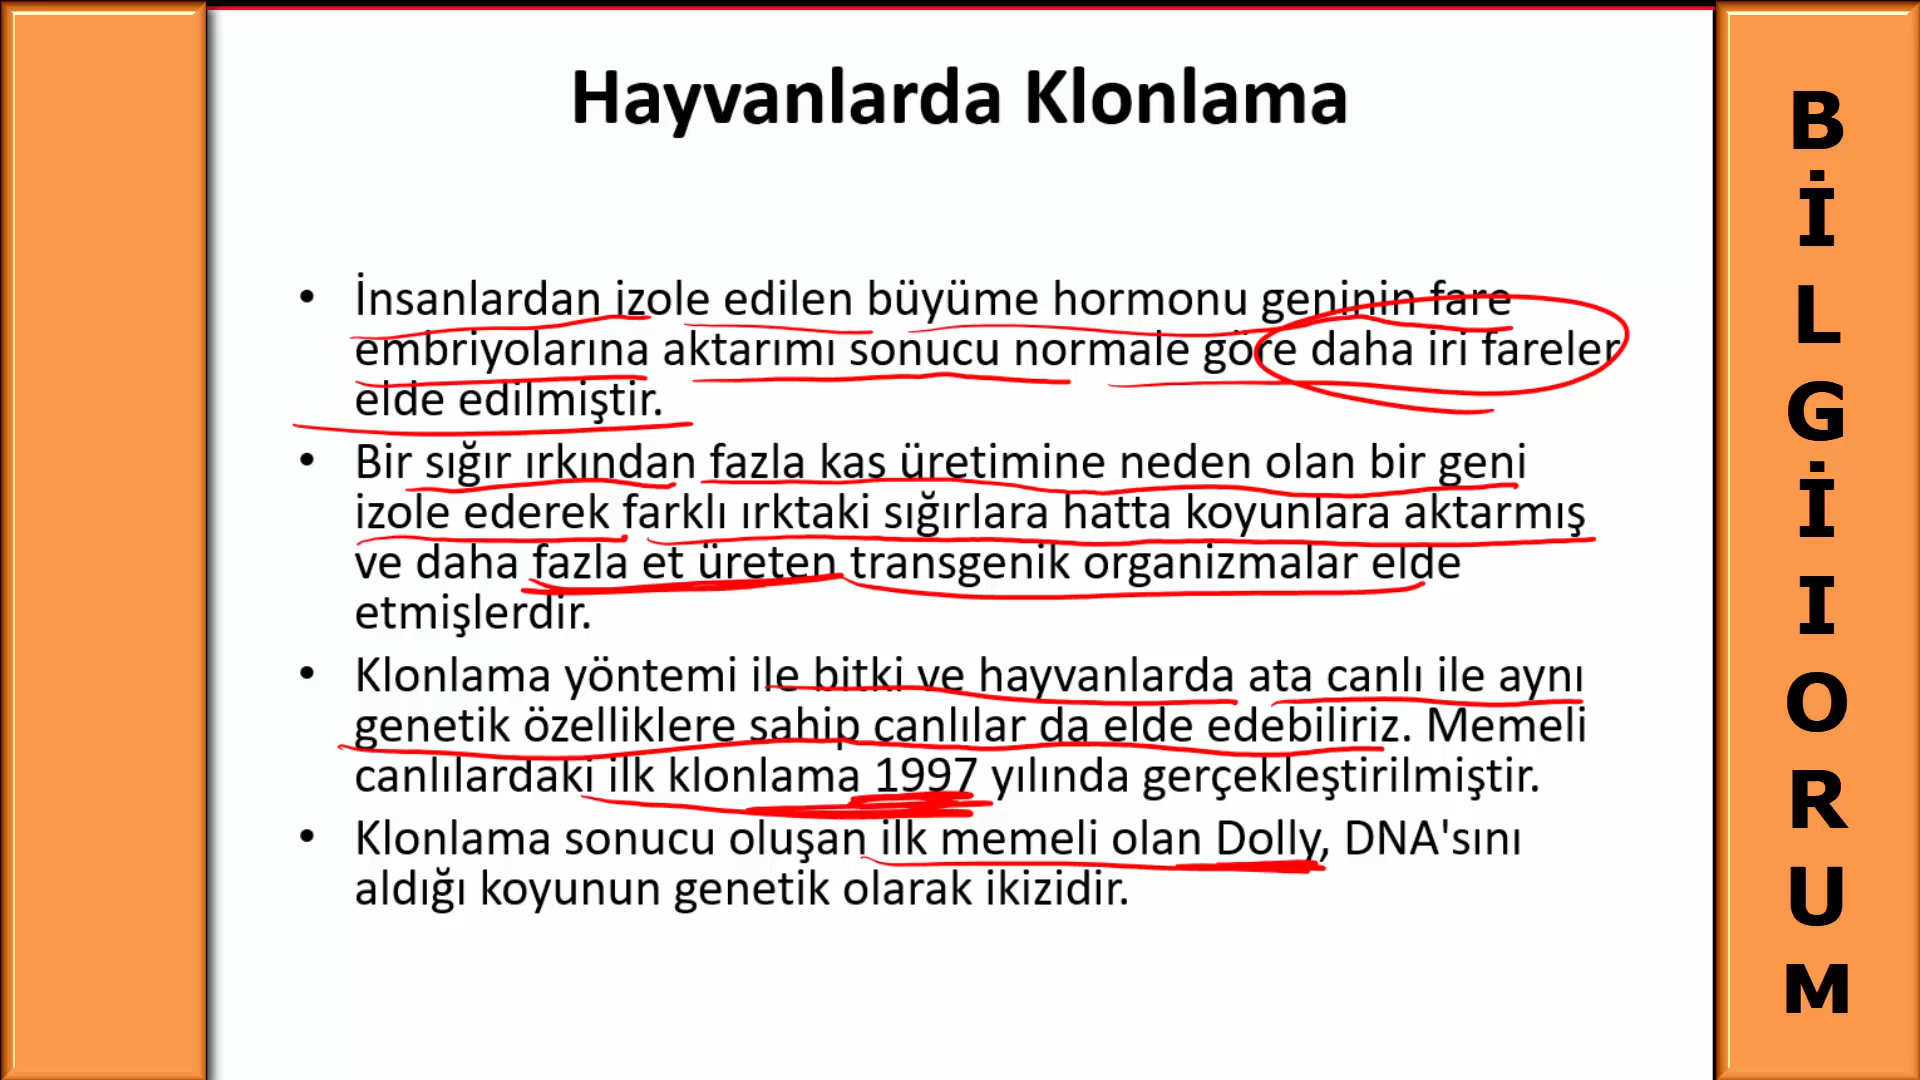 Hayvanlarda Klonlama
• İnsanlardan izole edilen büyüme hormonu geninin fare
embriyolarına aktarımı sonucu normale göre daha iri fareler
elde edilmiştir.
• Bir sığır ırkından fazla kas üretimine neden olan bir geni
izole ederek farklı ırktaki sığırlara hatta koyunlara aktarmış
ve daha fazla et üreten transgenik organizmalar elde
etmişlerdir.
• Klonlama yöntemi ile bitki ve hayvanlarda ata canlı ile aynı
genetik özelliklere sahip canlılar da elde edebiliriz. Memeli
canlılardaki ilk klonlama 1997 yılında gerçekleştirilmiştir.
• Klonlama sonucu oluşan ilk memeli olan Dolly, DNA'sını
aldığı koyunun genetik olarak ikizidir.
B
İ
L
G
İ
I
O
R
U
M